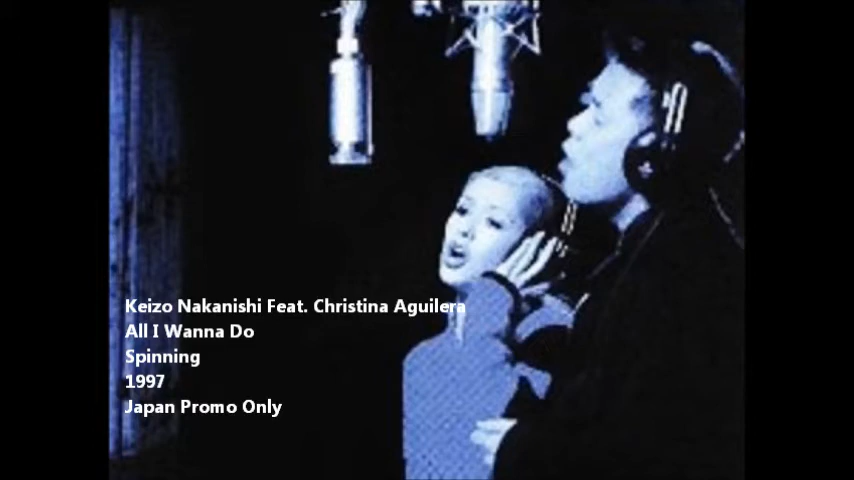 Keizo Nakanishi Feat. Christina Aguilera
All I Wanna Do
Spinning
1997
Japan Promo Only